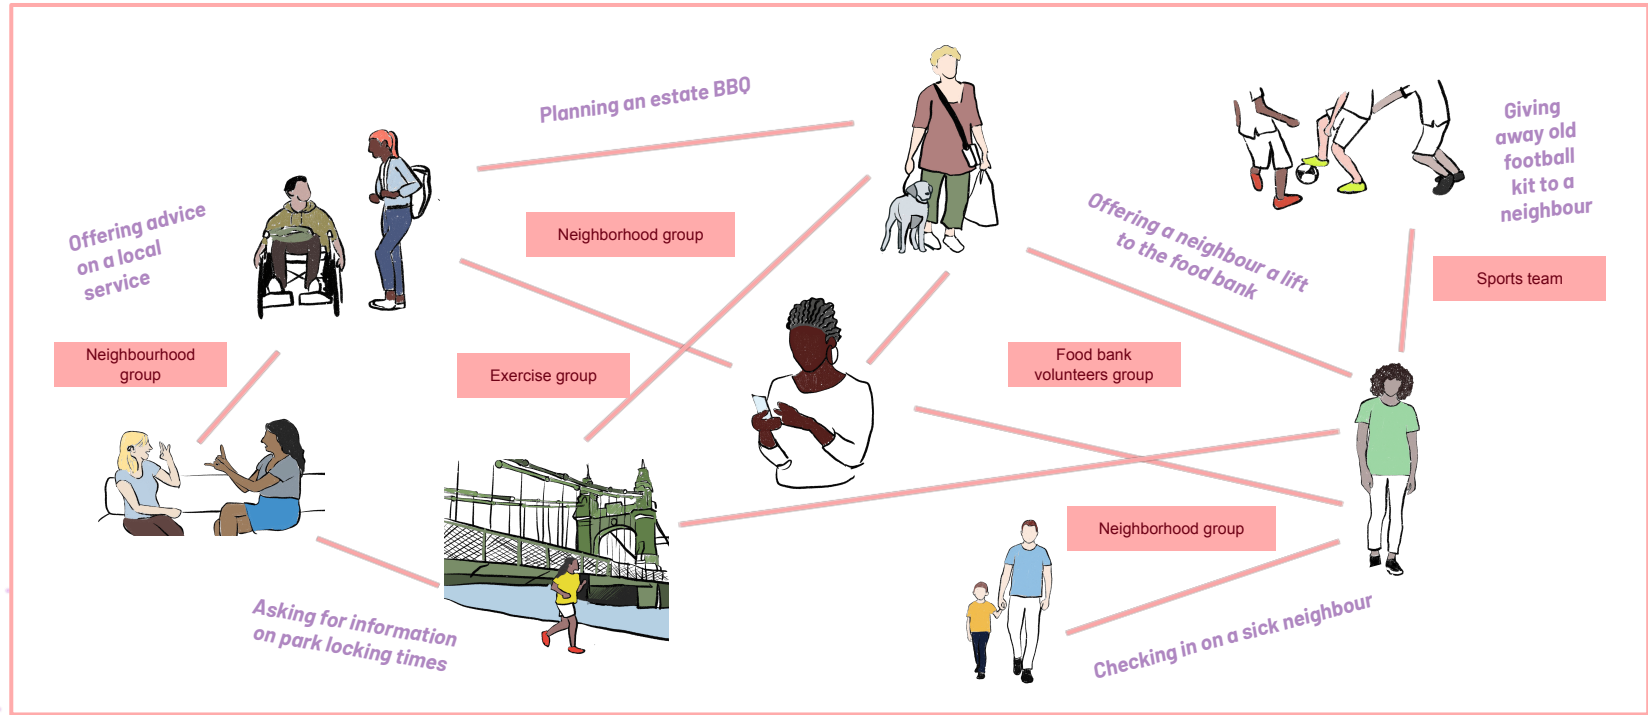 Planning an estate BBQ
Giving
away old
football
kit to a
neighbour
Offering advice
on a local
service
Neighborhood group
Offering a neighbour a lift
to the food bank
Sports team
Neighbourhood
group
Exercise group
Food bank
volunteers group
Neighborhood group
Asking for information
on park locking times
Checking in on a sick neighbour